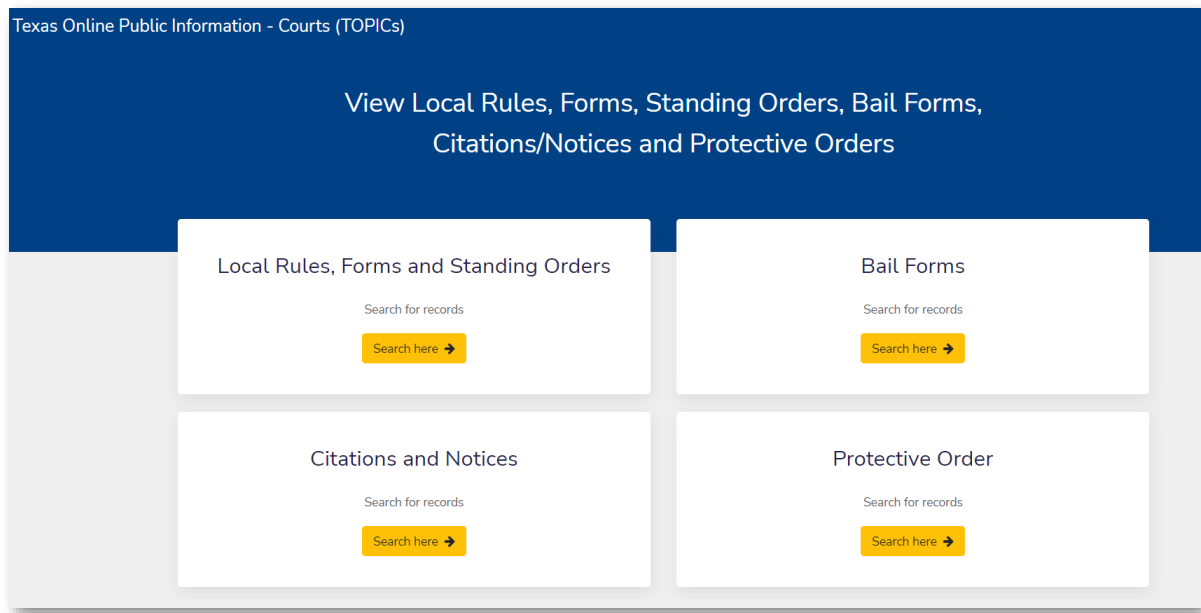 Texas Online Public Information - Courts (TOPICs)
View Local Rules, Forms, Standing Orders, Bail Forms,
Citations/Notices and Protective Orders
Local Rules, Forms and Standing Orders
Search for records
Search here
Bail Forms
Search for records
Search here
Citations and Notices
Search for records
Search here
Protective Order
Search for records
Search here